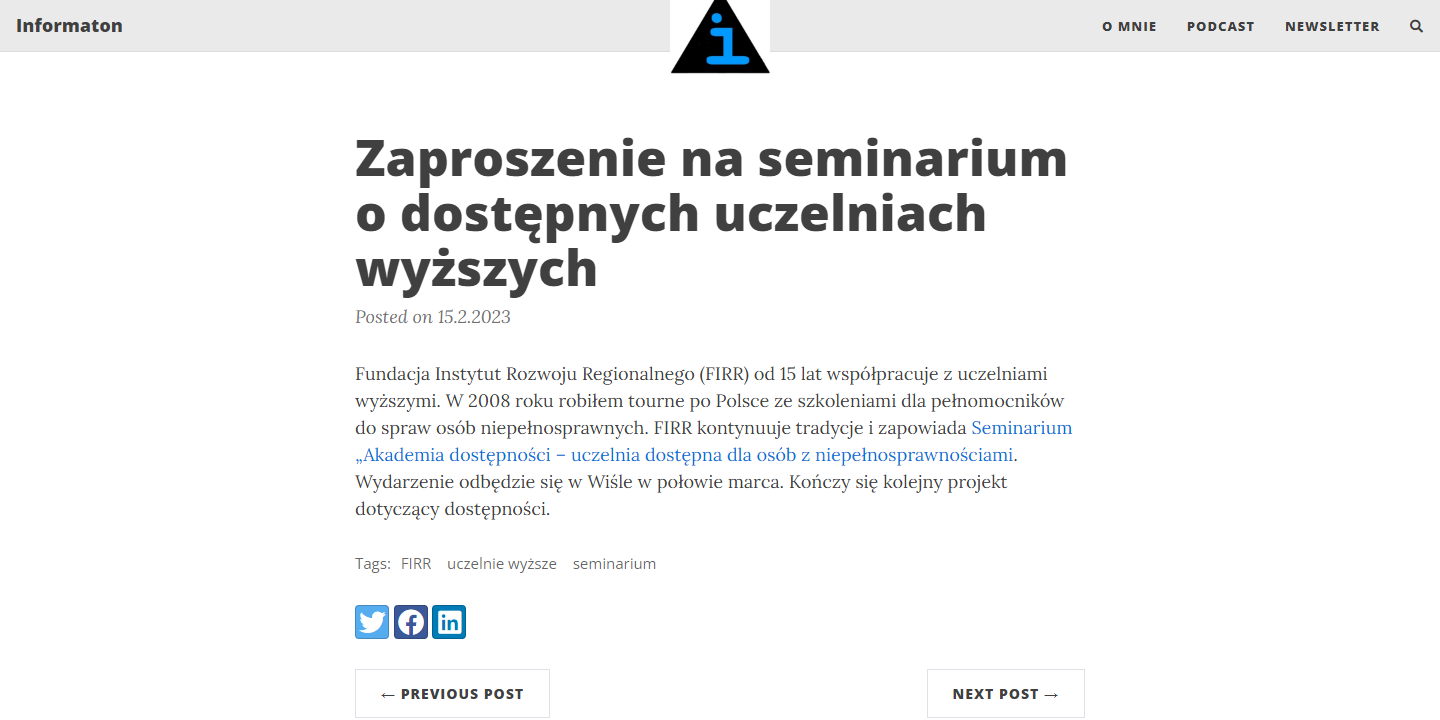 Informaton
i
O MNIE
PODCAST
NEWSLETTER
Zaproszenie na seminarium
o dostępnych uczelniach
wyższych
Posted on 15.2.2023
Fundacja Instytut Rozwoju Regionalnego (FIRR) od 15 lat współpracuje z uczelniami
wyższymi. W 2008 roku robiłem tourne po Polsce ze szkoleniami dla pełnomocników
do spraw osób niepełnosprawnych. FIRR kontynuuje tradycje i zapowiada Seminarium
„Akademia dostępności – uczelnia dostępna dla osób z niepełnosprawnościami.
Wydarzenie odbędzie się w Wiśle w połowie marca. Kończy się kolejny projekt
dotyczący dostępności.
Tags: FIRR uczelnie wyższe seminarium
in
← PREVIOUS POST
NEXT POST →